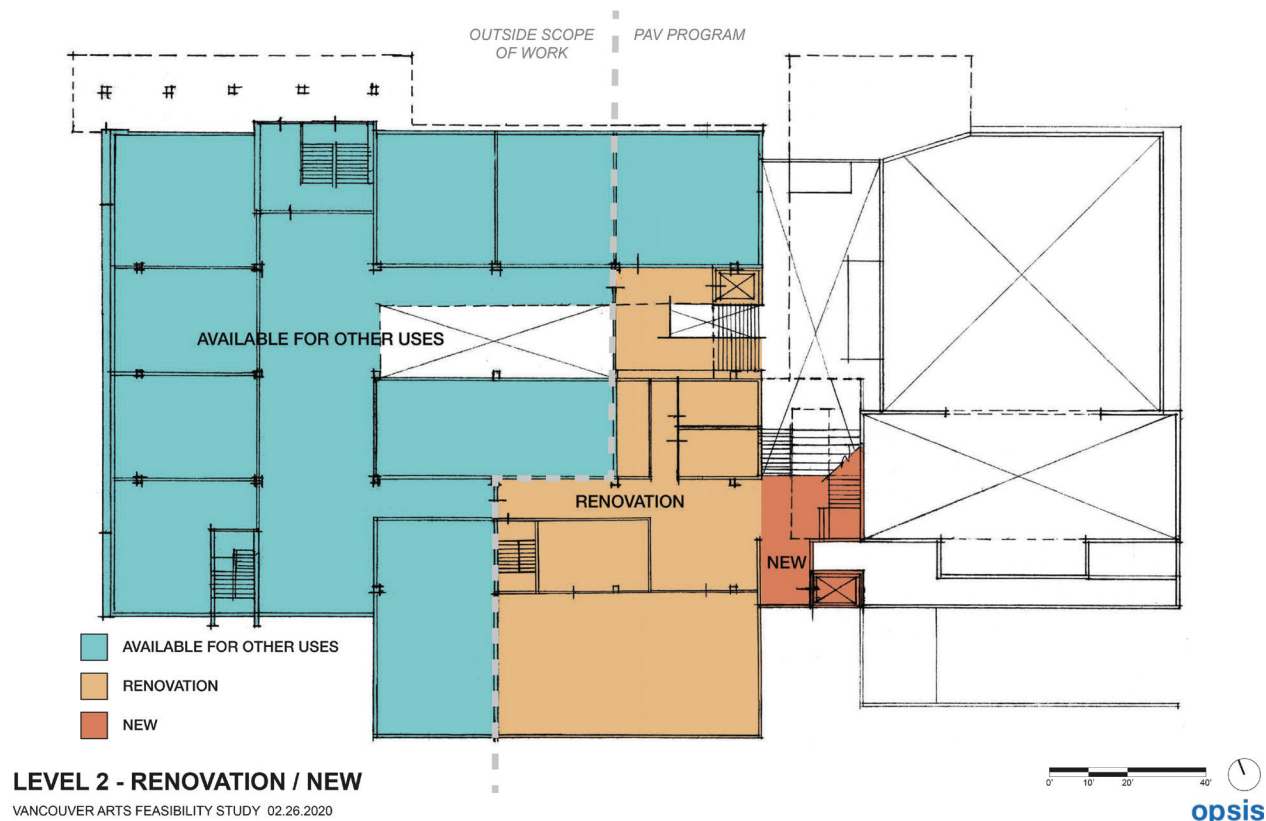 OUTSIDE SCOPE
OF WORK
PAV PROGRAM
AVAILABLE FOR OTHER USES
RENOVATION
NEW
AVAILABLE FOR OTHER USES
RENOVATION
NEW
LEVEL 2 - RENOVATION / NEW
VANCOUVER ARTS FEASIBILITY STUDY 02.26.2020
0' 10' 20' 40'
opsis